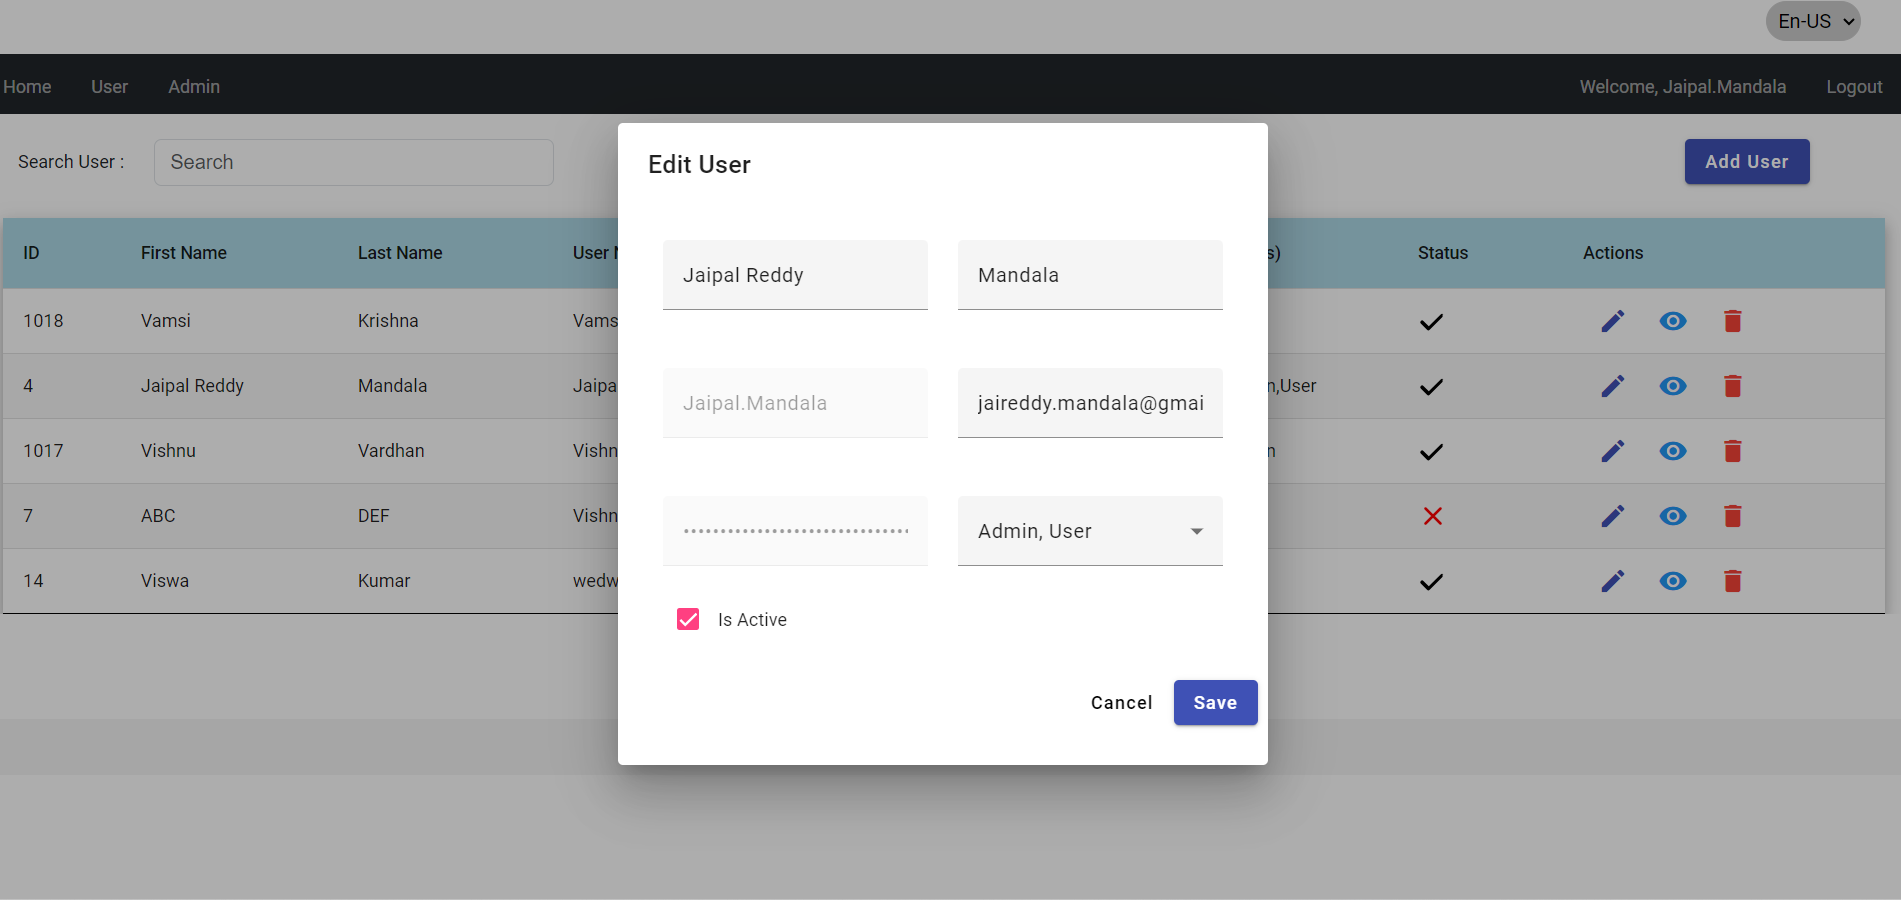 En-US
Home User Admin Welcome, Jaipal.Mandala Logout
Search User : Search Add User
Edit User
ID First Name Last Name User Status Actions
Jaipal Reddy Mandala
1018 Vamsi Krishna Vams
4 Jaipal Reddy Mandala Jaipa n,User
Jaipal.Mandala jaireddy.mandala@gmai
1017 Vishnu Vardhan Vishn n
7 ABC DEF Vishn
•••••••••••••••••••••••••••••••
Admin, User
14 Viswa Kumar wedw
Is Active
Cancel Save